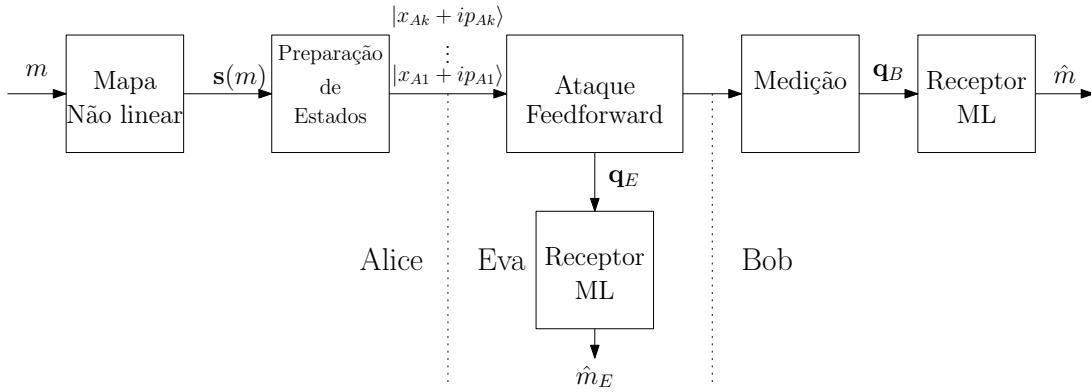 m
Mapa
Não linear
s(m)
Preparação
de
Estados
|x_{Ak} + ip_{Ak}⟩
⋮
|x_{A1} + ip_{A1}⟩
Ataque
Feedforward
Medição
q_B
Receptor
ML
m̂
q_E
Alice
Eva
Receptor
ML
Bob
m̂_E